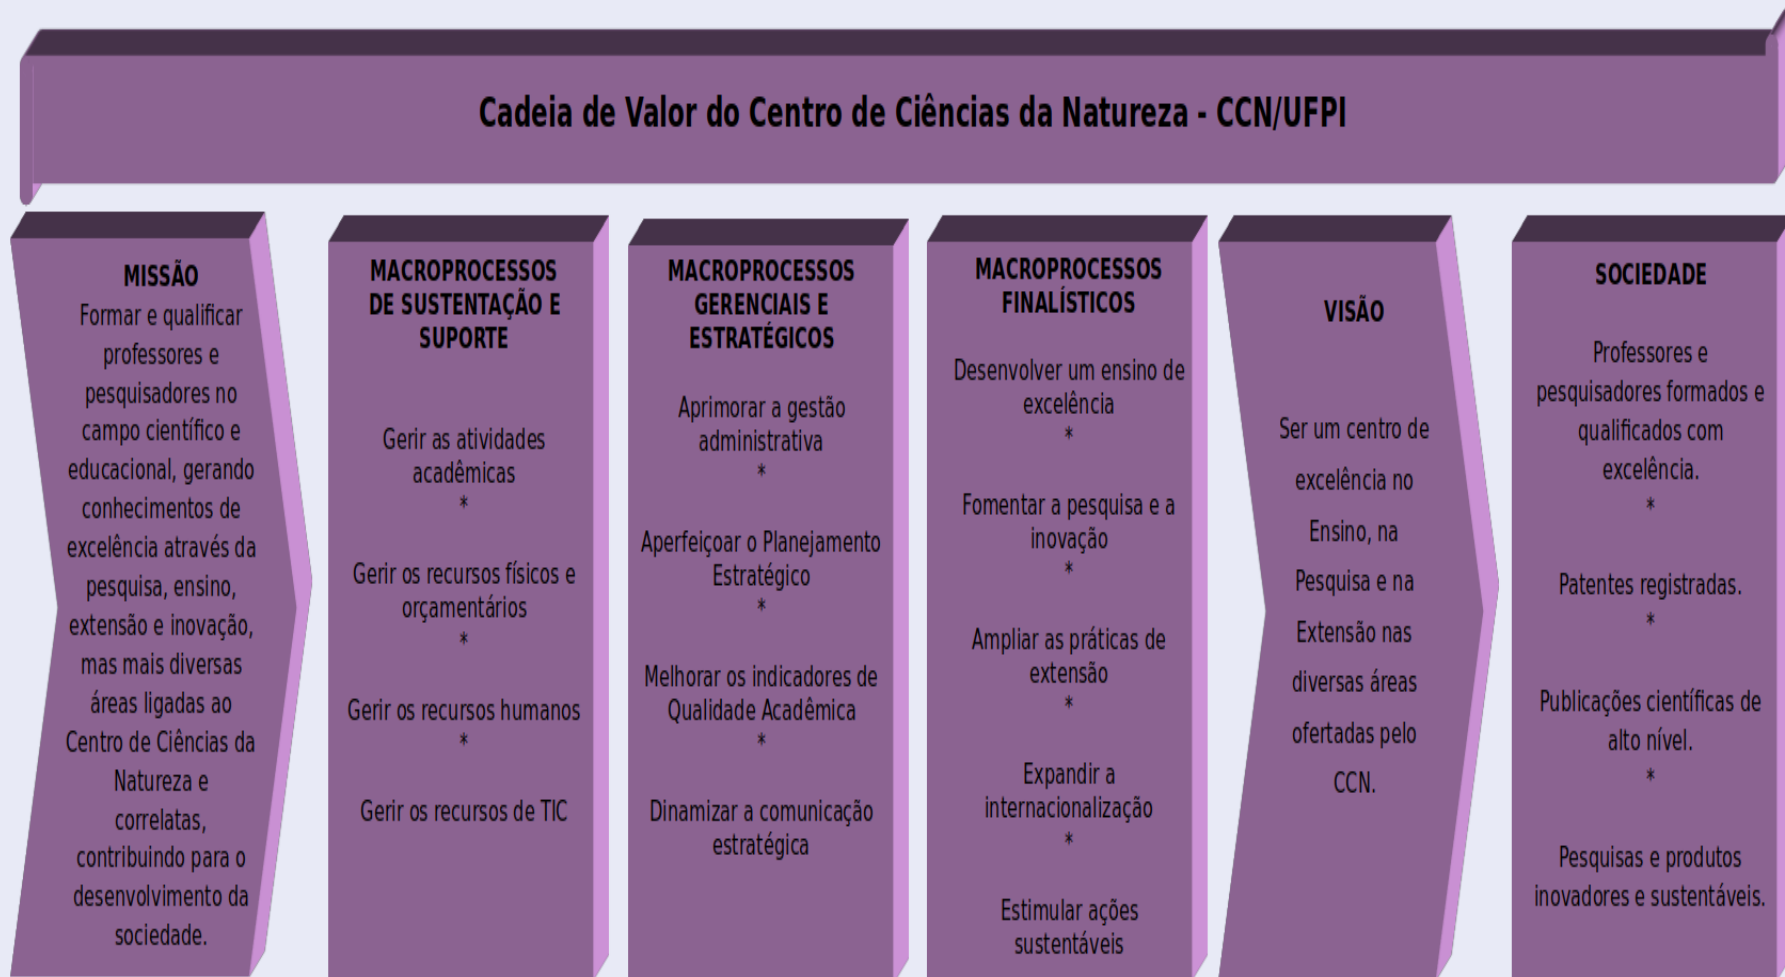 Cadeia de Valor do Centro de Ciências da Natureza - CCN/UFPI
MISSÃO
Formar e qualificar
professores e
pesquisadores no
campo científico e
educacional, gerando
conhecimentos de
excelência através da
pesquisa, ensino,
extensão e inovação,
mas mais diversas
áreas ligadas ao
Centro de Ciências da
Natureza e
correlatas,
contribuindo para o
desenvolvimento da
sociedade.
MACROPROCESSOS
DE SUSTENTAÇÃO E
SUPORTE
Gerir as atividades
acadêmicas
*
Gerir os recursos físicos e
orçamentários
*
Gerir os recursos humanos
*
Gerir os recursos de TIC
MACROPROCESSOS
GERENCIAIS E
ESTRATÉGICOS
Aprimorar a gestão
administrativa
*
Aperfeiçoar o Planejamento
Estratégico
*
Melhorar os indicadores de
Qualidade Acadêmica
*
Dinamizar a comunicação
estratégica
MACROPROCESSOS
FINALÍSTICOS
Desenvolver um ensino de
excelência
*
Fomentar a pesquisa e a
inovação
*
Ampliar as práticas de
extensão
*
Expandir a
internacionalização
*
Estimular ações
sustentáveis
VISÃO
Ser um centro de
excelência no
Ensino, na
Pesquisa e na
Extensão nas
diversas áreas
ofertadas pelo
CCN.
SOCIEDADE
Professores e
pesquisadores formados e
qualificados com
excelência.
*
Patentes registradas.
*
Publicações científicas de
alto nível.
*
Pesquisas e produtos
inovadores e sustentáveis.